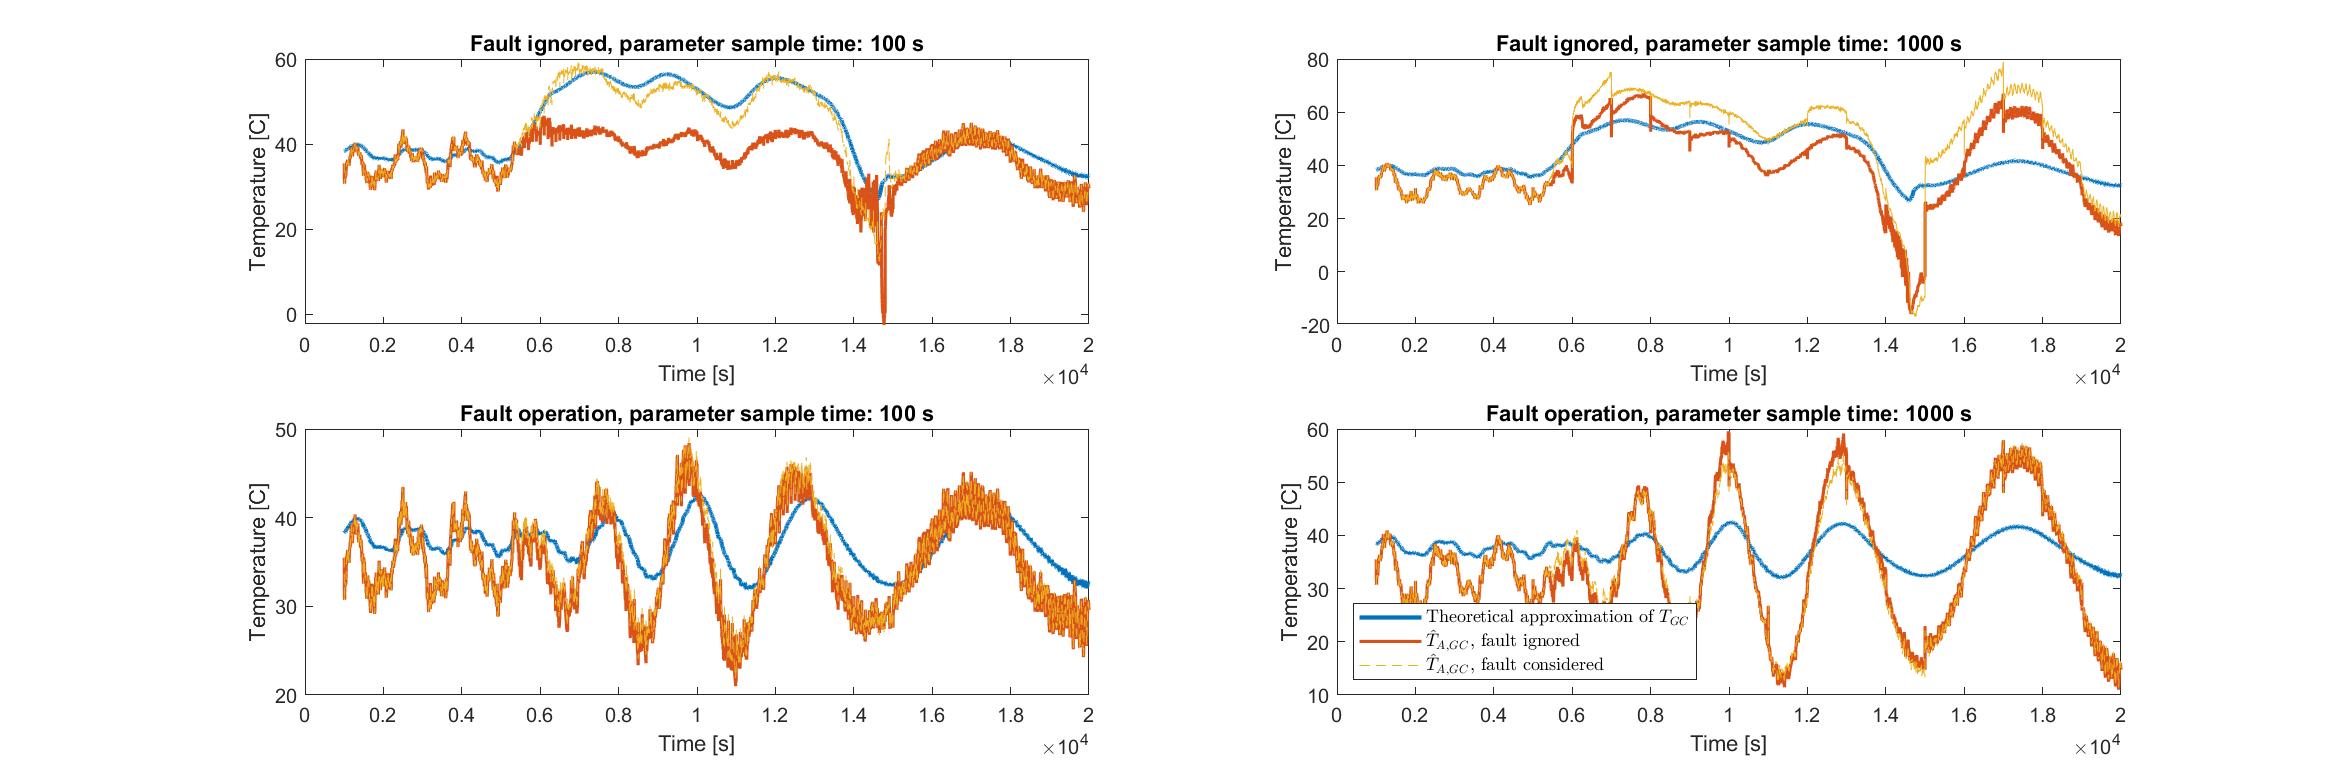 Fault ignored, parameter sample time: 100 s
60
40
20
0
Temperature [C]
0 0.2 0.4 0.6 0.8 1 1.2 1.4 1.6 1.8 2
Time [s]
×10^4
Fault ignored, parameter sample time: 1000 s
80
60
40
20
0
-20
Temperature [C]
0 0.2 0.4 0.6 0.8 1 1.2 1.4 1.6 1.8 2
Time [s]
×10^4
Fault operation, parameter sample time: 100 s
50
40
30
20
Temperature [C]
0 0.2 0.4 0.6 0.8 1 1.2 1.4 1.6 1.8 2
Time [s]
×10^4
Fault operation, parameter sample time: 1000 s
60
50
40
30
20
10
Temperature [C]
Theoretical approximation of T_{GC}
T̂_{A,GC}, fault ignored
T̂_{A,GC}, fault considered
0 0.2 0.4 0.6 0.8 1 1.2 1.4 1.6 1.8 2
Time [s]
×10^4